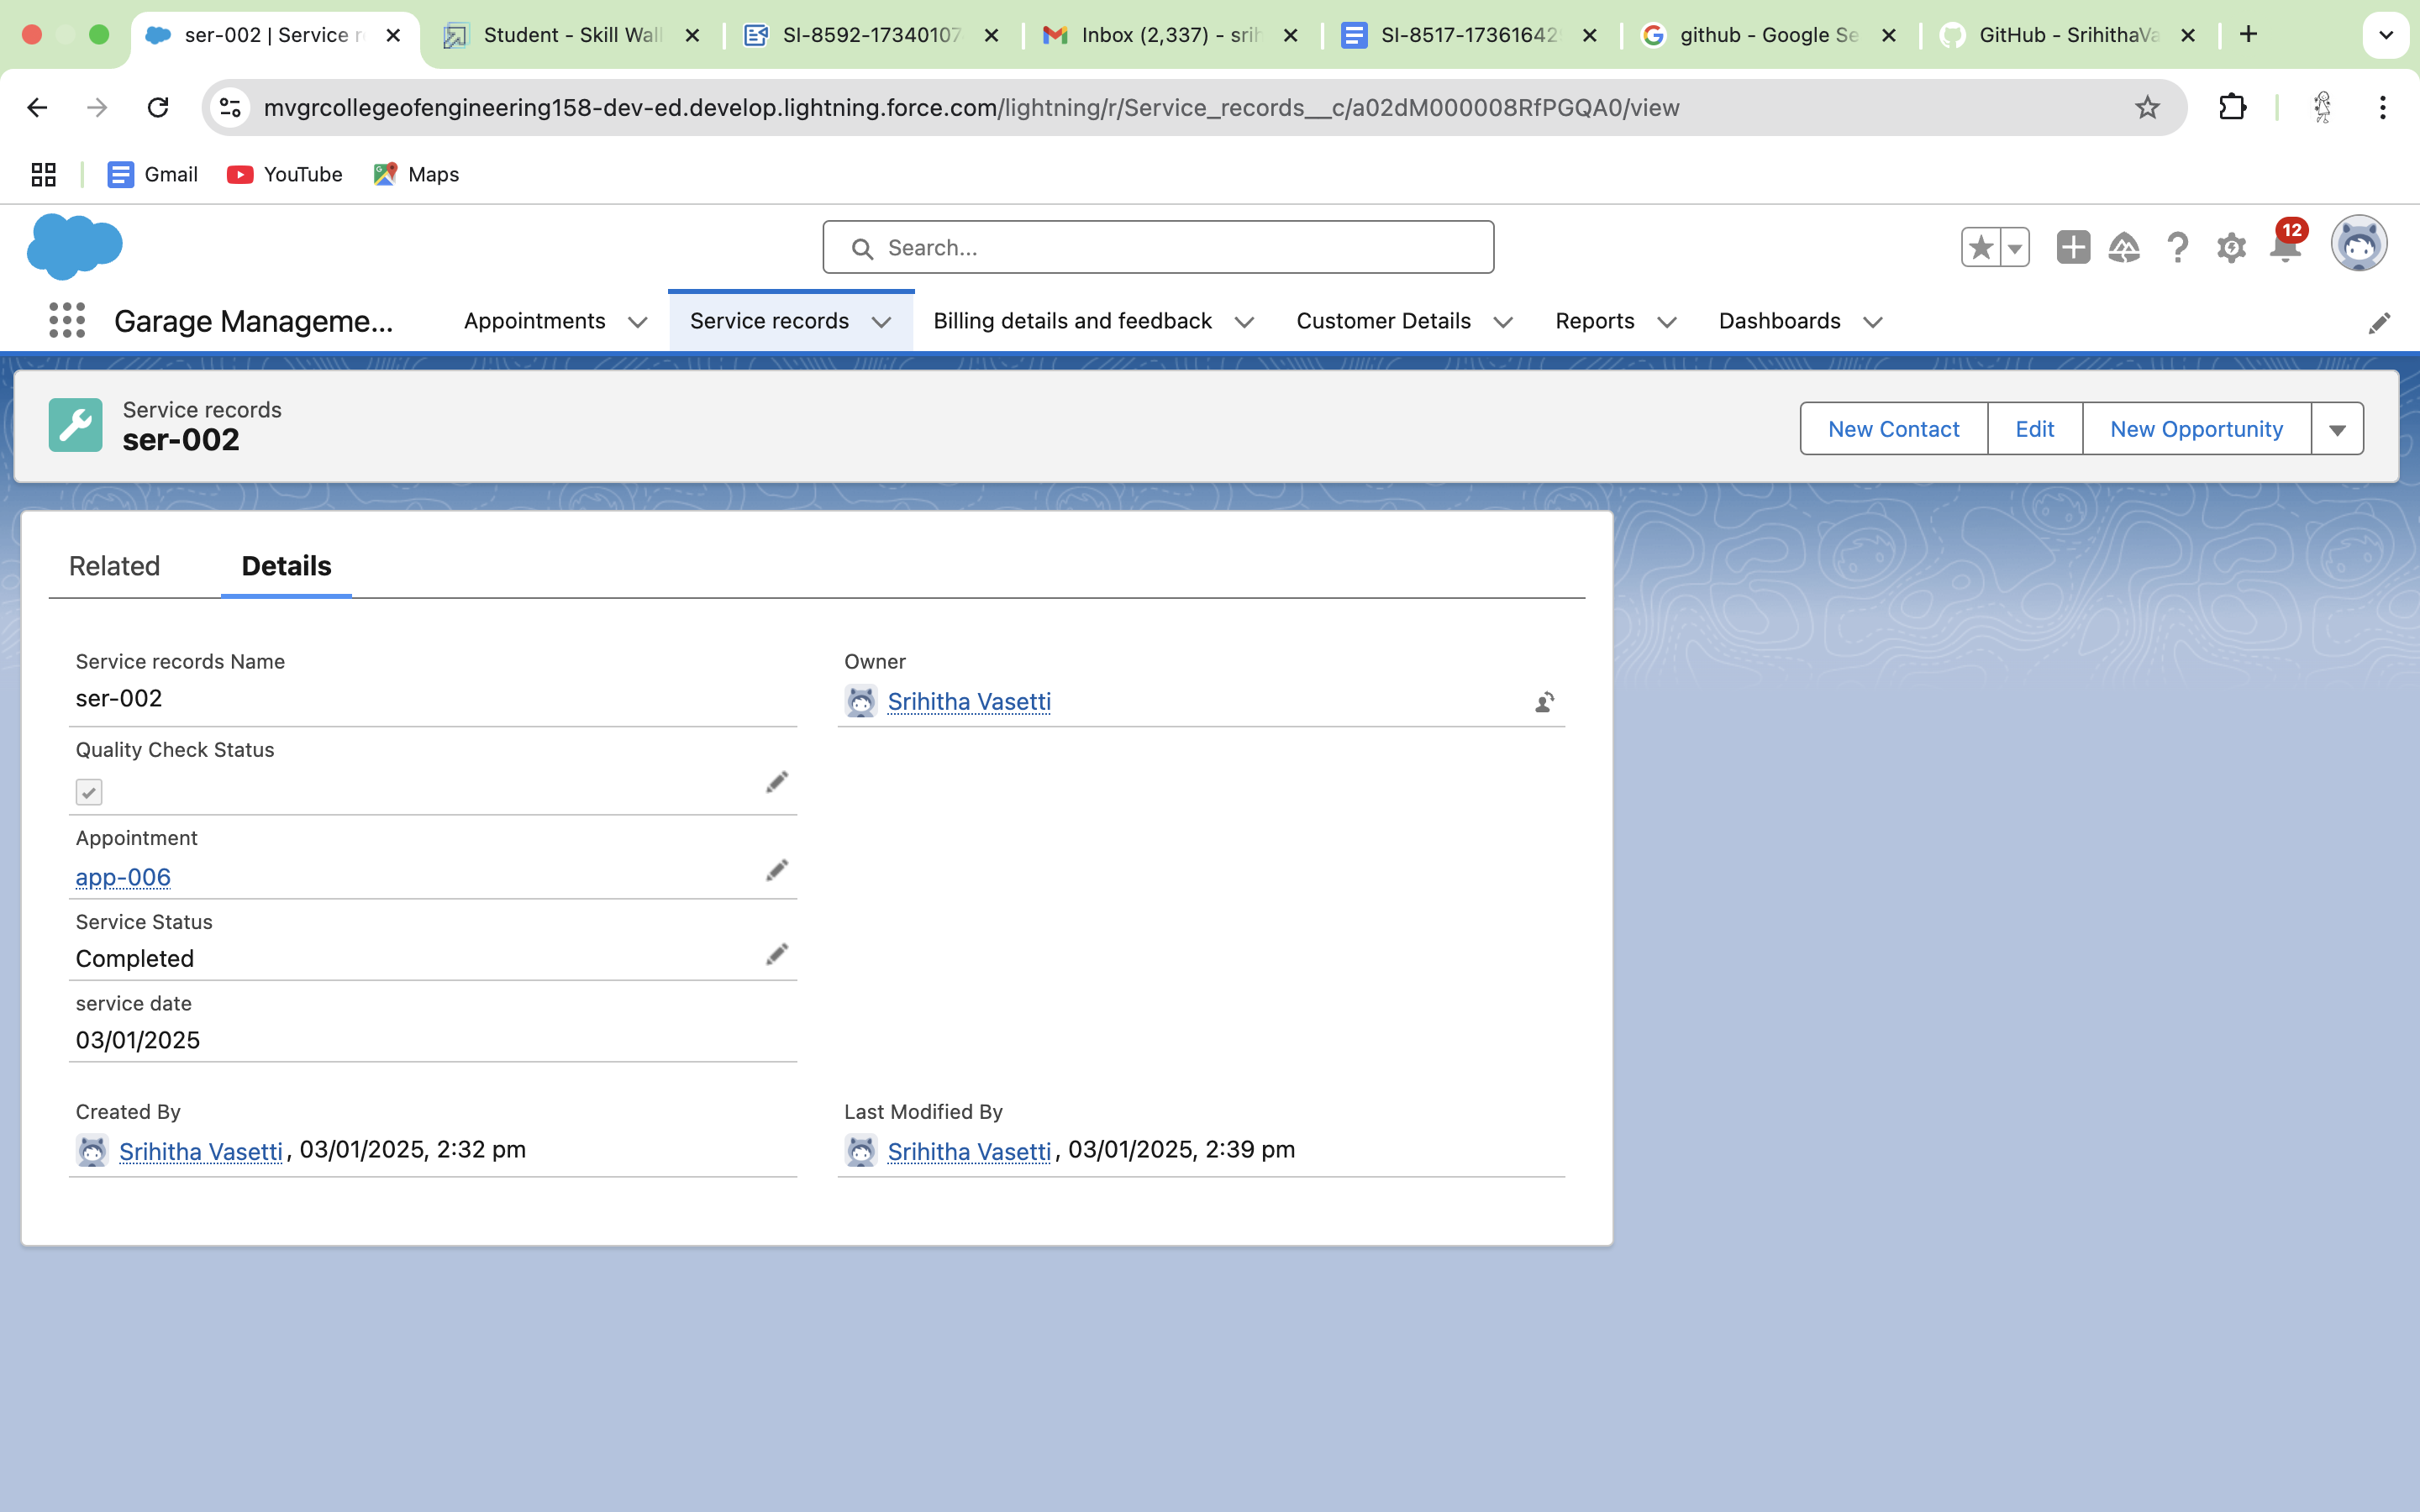 ser-002 | Service r
Student - Skill Wall
SI-8592-17340107
Inbox (2,337) - srih
SI-8517-173616429
github - Google Se
GitHub - SrihithaVa
mvgrcollegeofengineering158-dev-ed.develop.lightning.force.com/lightning/r/Service_records__c/a02dM000008RfPGQA0/view
Gmail
YouTube
Maps
Search...
12
Garage Manageme...
Appointments
Service records
Billing details and feedback
Customer Details
Reports
Dashboards
Service records
ser-002
New Contact
Edit
New Opportunity
Related
Details
Service records Name
ser-002
Owner
Srihitha Vasetti
Quality Check Status
Appointment
app-006
Service Status
Completed
service date
03/01/2025
Created By
Srihitha Vasetti, 03/01/2025, 2:32 pm
Last Modified By
Srihitha Vasetti, 03/01/2025, 2:39 pm